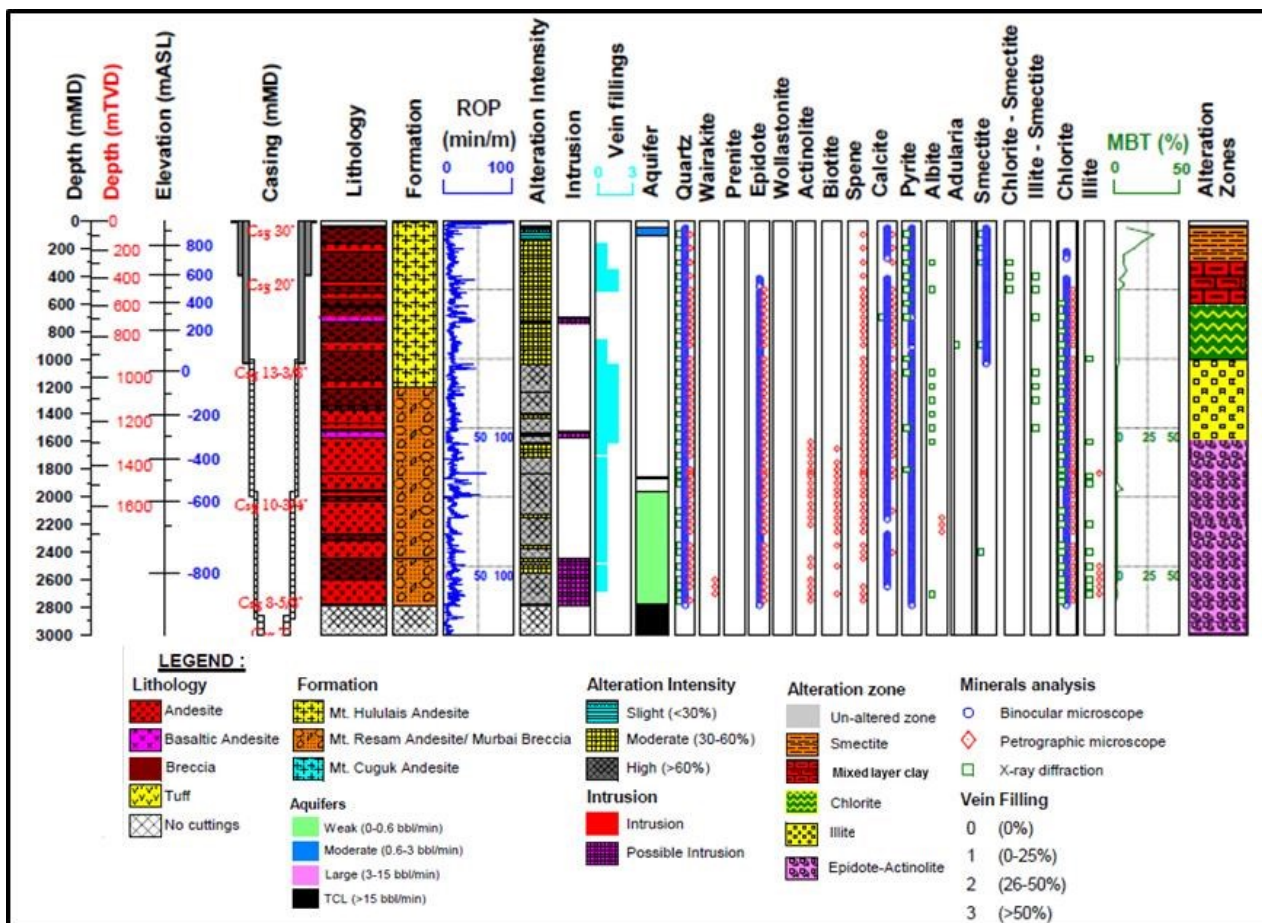 Depth (mMD)
Depth (mTVD)
Elevation (mASL)
Casing (mMD)
Lithology
Formation
ROP
(min/m)
0 100
Alteration Intensity
Intrusion
Vein fillings
0 3
Aquifer
Quartz
Wairakite
Prenite
Epidote
Wollastonite
Actinolite
Biotite
Spene
Calcite
Pyrite
Albite
Adularia
Smectite
Chlorite - Smectite
Illite - Smectite
Chlorite
Illite
MBT (%)
0 50
Alteration
Zones
0
200
400
600
800
1000
1200
1400
1600
1800
2000
2200
2400
2600
2800
3000
0
200
400
600
800
1000
1200
1400
1600
800
600
400
200
0
-200
-400
-600
-800
Csg 30"
Csg 20"
Csg 13-3/8"
Csg 10-3/4"
Csg 8-5/8"
50 100
50 100
0 25 50
0 25 50
LEGEND :
Lithology
Andesite
Basaltic Andesite
Breccia
Tuff
No cuttings
Formation
Mt. Hululais Andesite
Mt. Resam Andesite/ Murbai Breccia
Mt. Cuguk Andesite
Aquifers
Weak (0-0.6 bbl/min)
Moderate (0.6-3 bbl/min)
Large (3-15 bbl/min)
TCL (>15 bbl/min)
Alteration Intensity
Slight (<30%)
Moderate (30-60%)
High (>60%)
Intrusion
Intrusion
Possible Intrusion
Alteration zone
Un-altered zone
Smectite
Mixed layer clay
Chlorite
Illite
Epidote-Actinolite
Minerals analysis
Binocular microscope
Petrographic microscope
X-ray diffraction
Vein Filling
0 (0%)
1 (0-25%)
2 (26-50%)
3 (>50%)